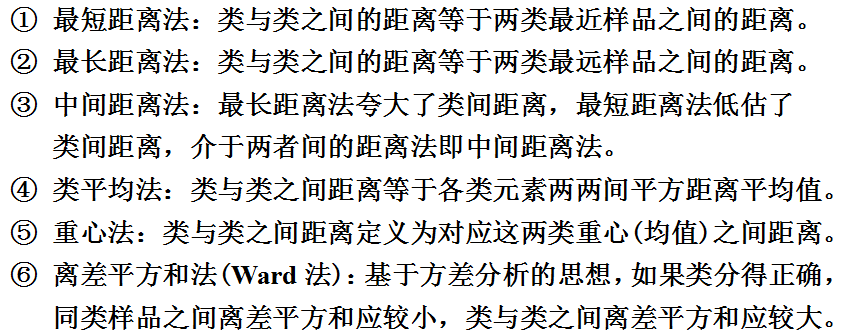 ① 最短距离法：类与类之间的距离等于两类最近样品之间的距离。
② 最长距离法：类与类之间的距离等于两类最远样品之间的距离。
③ 中间距离法：最长距离法夸大了类间距离，最短距离法低估了
类间距离，介于两者间的距离法即中间距离法。
④ 类平均法：类与类之间距离等于各类元素两两间平方距离平均值。
⑤ 重心法：类与类之间距离定义为对应这两类重心(均值)之间距离。
⑥ 离差平方和法(Ward 法)：基于方差分析的思想，如果类分得正确，
同类样品之间离差平方和应较小，类与类之间离差平方和应较大。